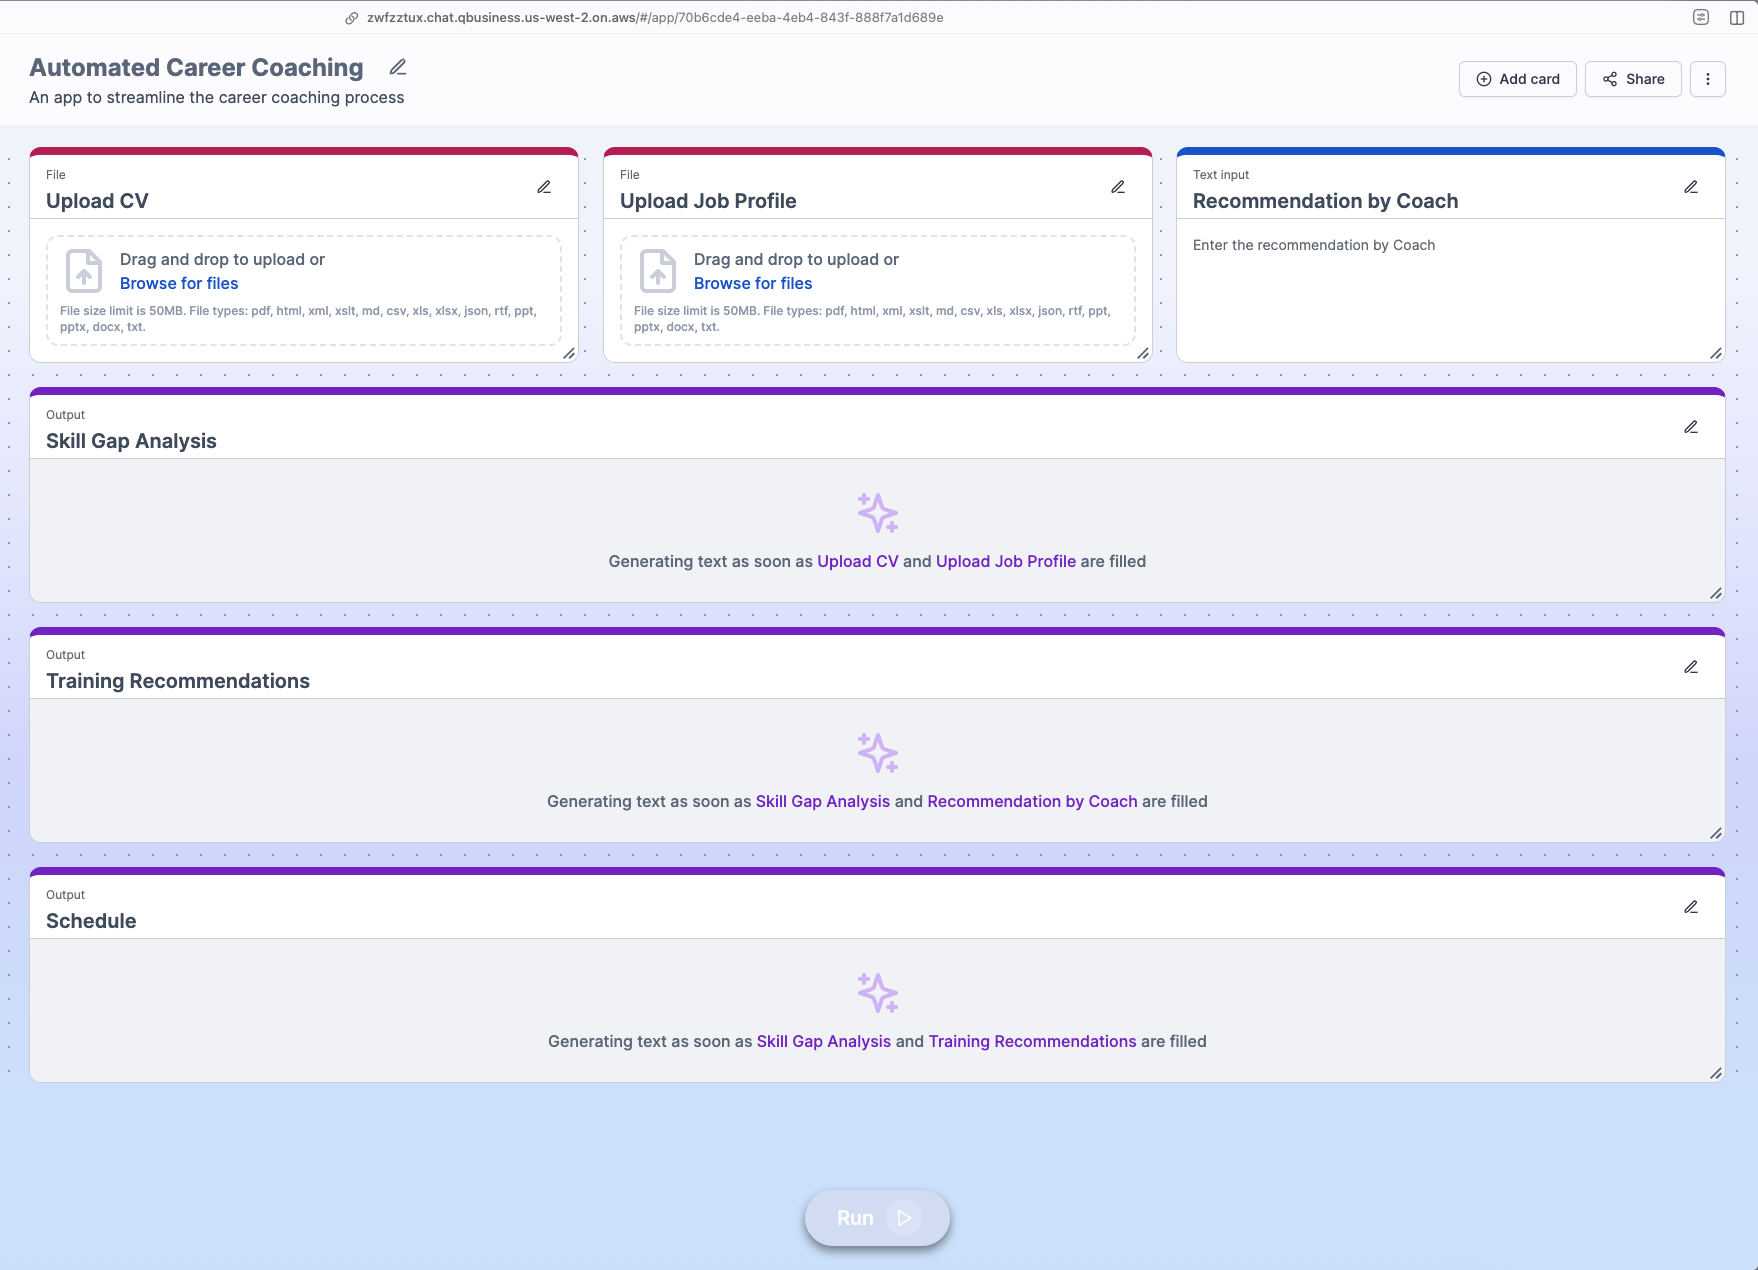 zwfzztux.chat.qbusiness.us-west-2.on.aws/#/app/70b6cde4-eeba-4eb4-843f-888f7a1d689e
Automated Career Coaching
An app to streamline the career coaching process
Add card
Share
File
Upload CV
Drag and drop to upload or
Browse for files
File size limit is 50MB. File types: pdf, html, xml, xslt, md, csv, xls, xlsx, json, rtf, ppt,
pptx, docx, txt.
File
Upload Job Profile
Drag and drop to upload or
Browse for files
File size limit is 50MB. File types: pdf, html, xml, xslt, md, csv, xls, xlsx, json, rtf, ppt,
pptx, docx, txt.
Text input
Recommendation by Coach
Enter the recommendation by Coach
Output
Skill Gap Analysis
Generating text as soon as Upload CV and Upload Job Profile are filled
Output
Training Recommendations
Generating text as soon as Skill Gap Analysis and Recommendation by Coach are filled
Output
Schedule
Generating text as soon as Skill Gap Analysis and Training Recommendations are filled
Run